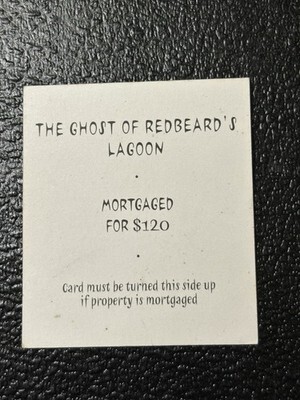 THE GHOST OF REDBEARD'S
LAGOON
.
MORTGAGED
FOR $120
.
Card must be turned this side up
if property is mortgaged